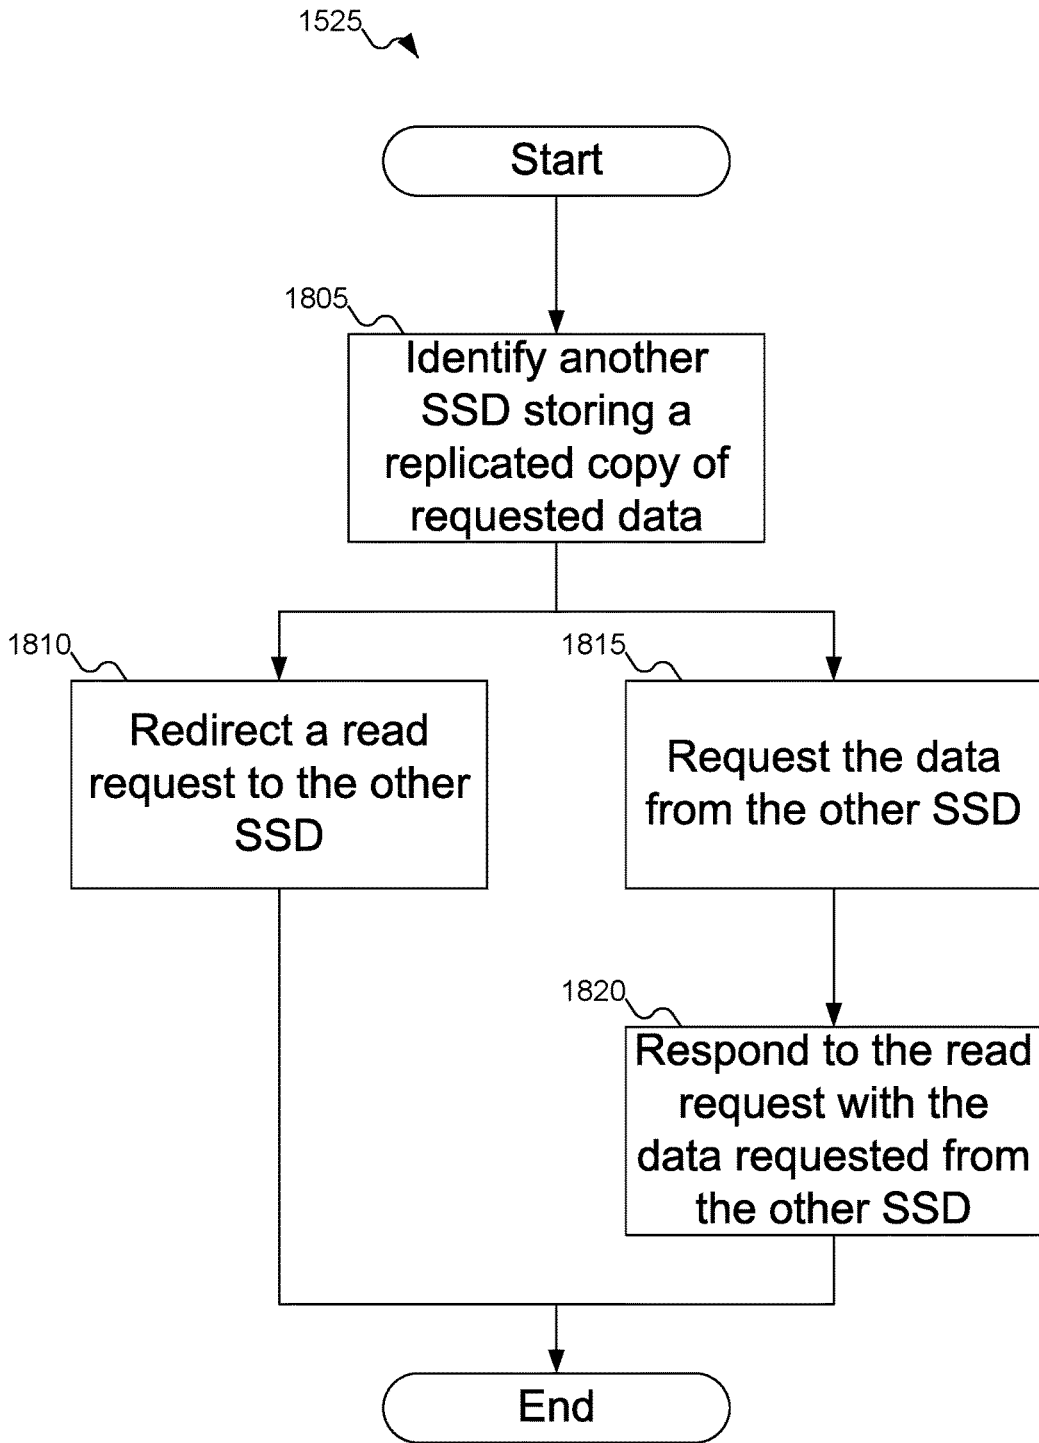 1525
Start
1805
Identify another
SSD storing a
replicated copy of
requested data
1810
Redirect a read
request to the other
SSD
1815
Request the data
from the other SSD
1820
Respond to the read
request with the
data requested from
the other SSD
End